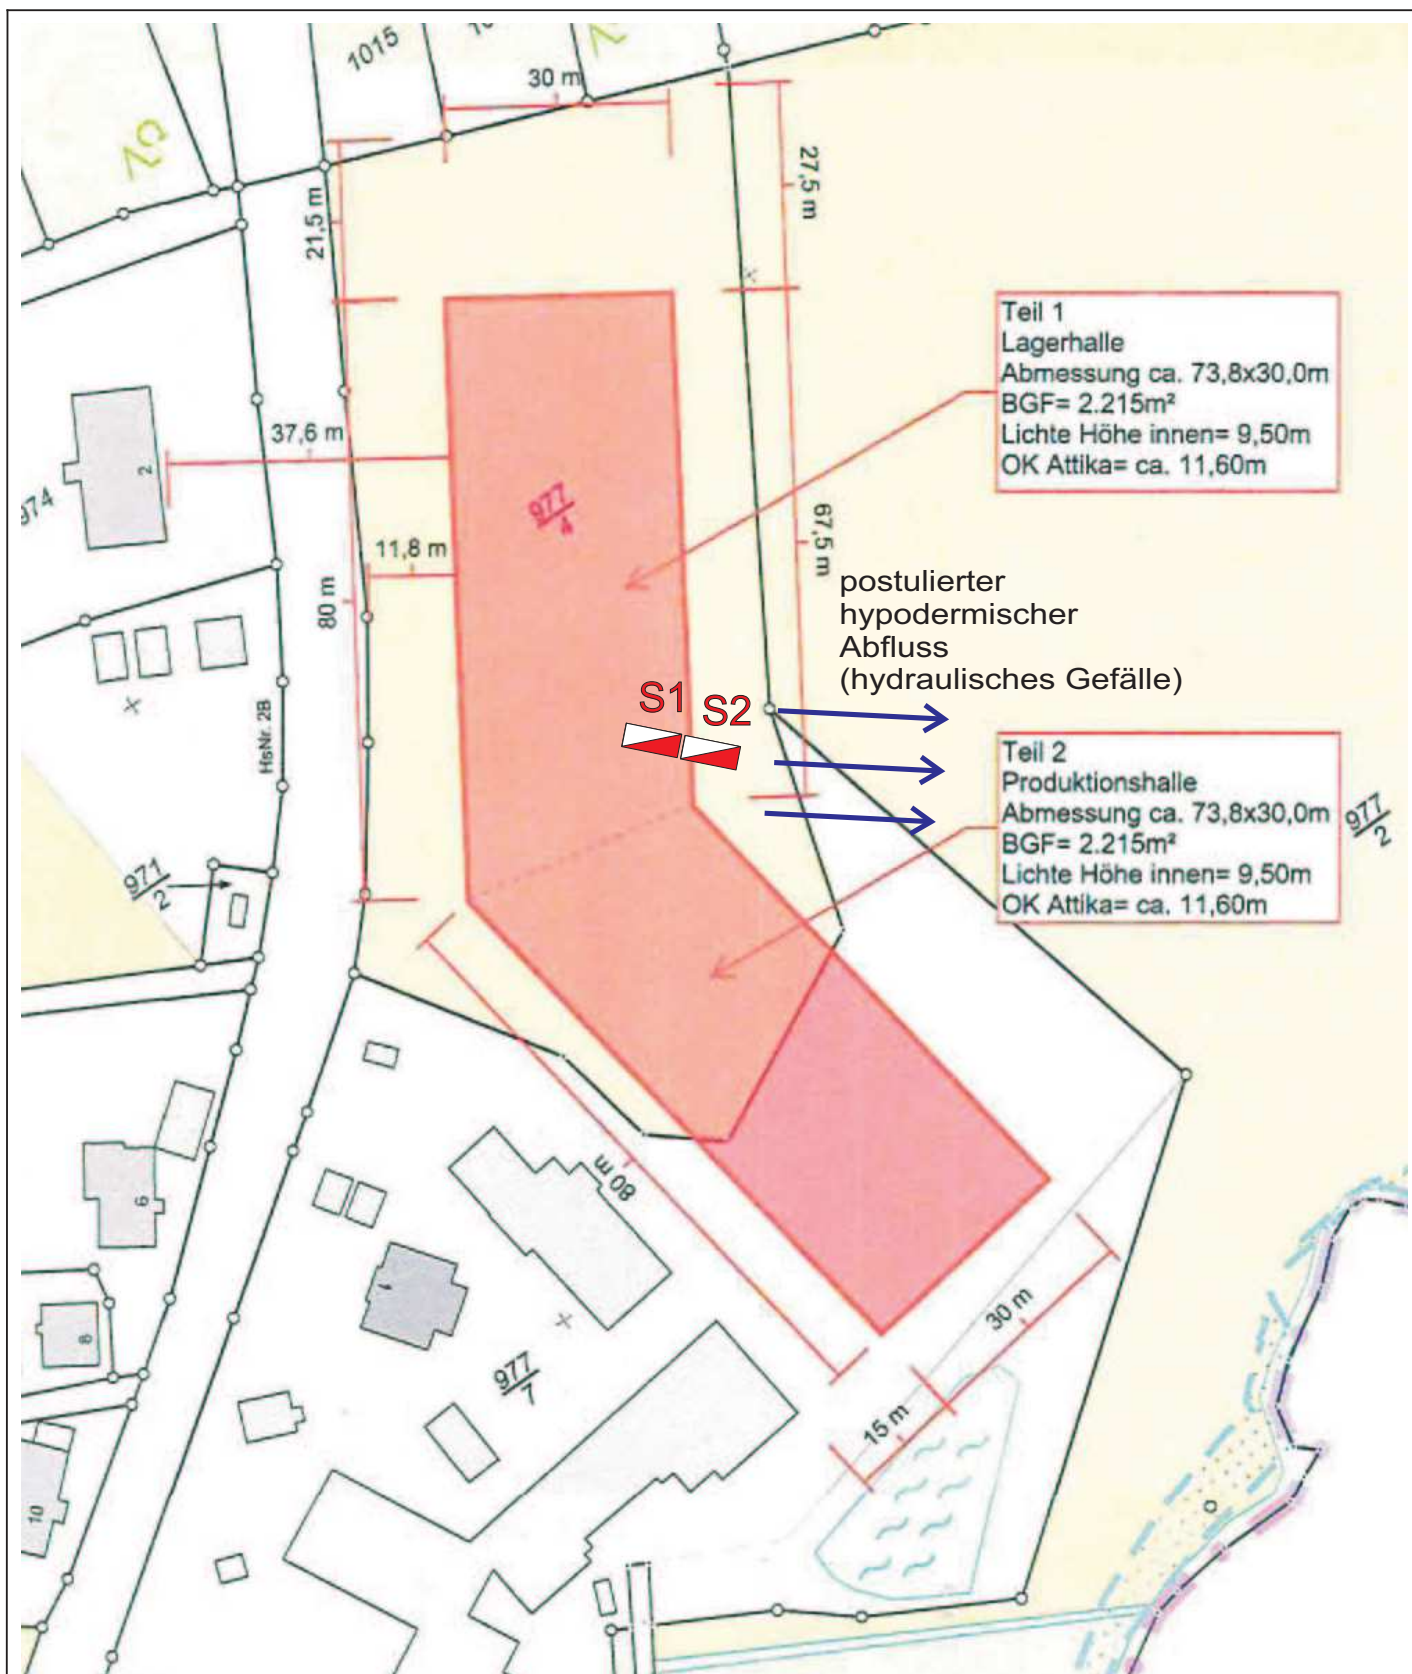 1015
30 m
27,5 m
21,5 m
Teil 1
Lagerhalle
Abmessung ca. 73,8x30,0m
BGF= 2.215m²
Lichte Höhe innen= 9,50m
OK Attika= ca. 11,60m
37,6 m
2
974
977
4
11,8 m
67,5 m
80 m
postulierter
hypodermischer
Abfluss
(hydraulisches Gefälle)
S1 S2
HsNr. 2B
Teil 2
Produktionshalle
Abmessung ca. 73,8x30,0m
BGF= 2.215m²
Lichte Höhe innen= 9,50m
OK Attika= ca. 11,60m
977
2
971
2
80 m
6
8
977
7
30 m
15 m
10